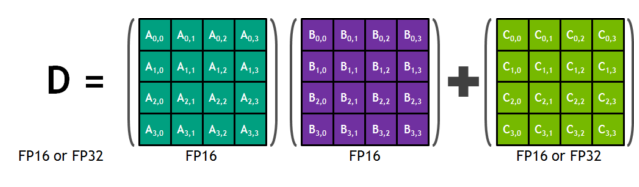 D = A0,0 A0,1 A0,2 A0,3 B0,0 B0,1 B0,2 B0,3 + C0,0 C0,1 C0,2 C0,3
A1,0 A1,1 A1,2 A1,3 B1,0 B1,1 B1,2 B1,3 C1,0 C1,1 C1,2 C1,3
A2,0 A2,1 A2,2 A2,3 B2,0 B2,1 B2,2 B2,3 C2,0 C2,1 C2,2 C2,3
A3,0 A3,1 A3,2 A3,3 B3,0 B3,1 B3,2 B3,3 C3,0 C3,1 C3,2 C3,3
FP16 or FP32 FP16 FP16 FP16 or FP32